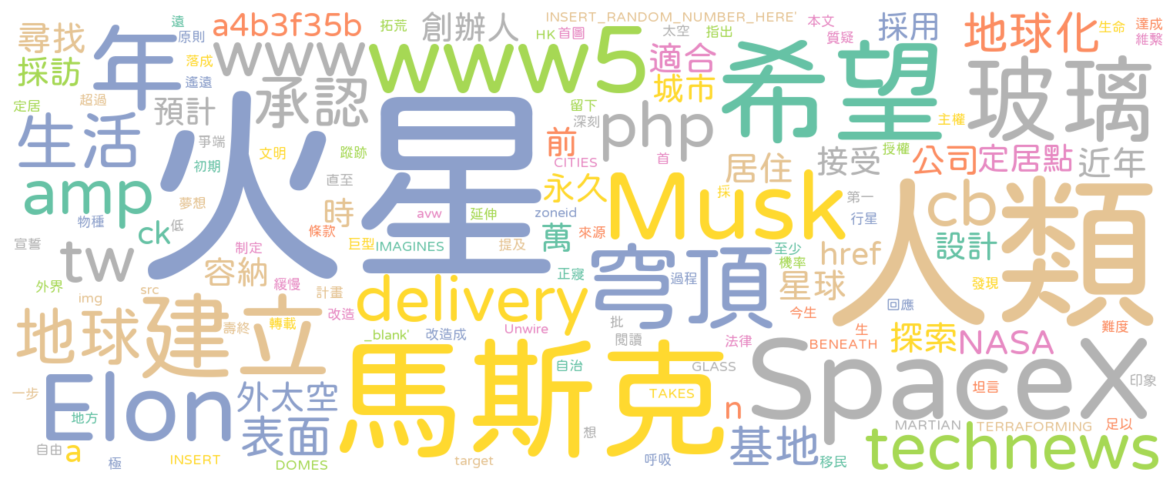 INSERT_RANDOM_NUMBER_HERE'
遠 原則 a4b3f35b 拓荒 創辦人 HK 首圖 太空 指出 採用 地球化 本文 質疑 生命 達成 維繫
尋找 年 www www5 適合 希望 玻璃
採訪 落成 遙遠 承認 城市
定居 超過 預計 留下 深刻 php 主權
生活 爭端 火星 前 首 授權 居住 接受 公司 定居點 近年
初期 文明 蹤跡 CITIES 永久 Musk 人類
amp 夢想 直至 採 第一 cb
物種 時 avw 延伸 zoneid 萬 來源 行星
宣誓 ck 低 條款 巨型 IMAGINES 提及 至少 href 設計
tw 制定 容納 緩慢 正寢 穹頂 過程 機率 星球 發現
外界 img src 計畫 delivery 今生 回應
地球 建立 壽終 轉載 改造 _blank' 改造成 Unwire 批 閱讀 法律 生 BENEATH 探索 NASA 難度
一步 Elon 外太空 馬斯克 自治 GLASS SpaceX 坦言 印象
地方 TAKES n
自由 a 極 表面 想 基地 MARTIAN TERRAFORMING 足以
INSERT DOMES target 呼吸 移民 technews